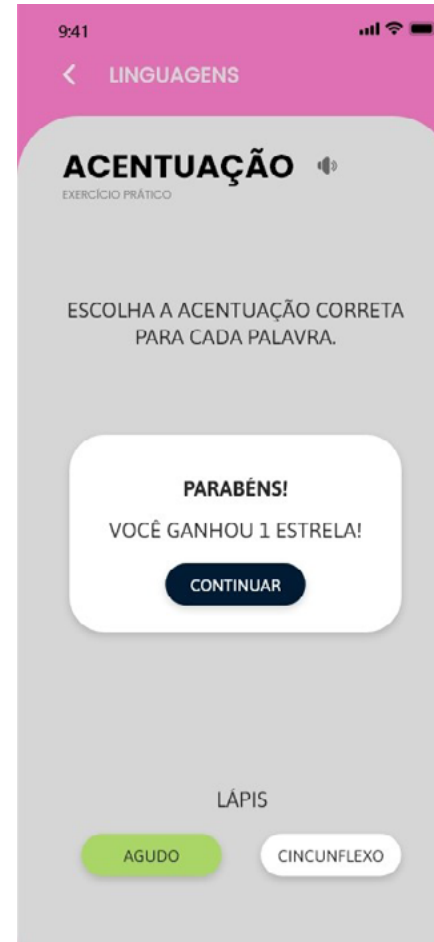 9:41
LINGUAGENS
ACENTUAÇÃO
EXERCÍCIO PRÁTICO
ESCOLHA A ACENTUAÇÃO CORRETA
PARA CADA PALAVRA.
PARABÉNS!
VOCÊ GANHOU 1 ESTRELA!
CONTINUAR
LÁPIS
AGUDO
CINCUNFLEXO